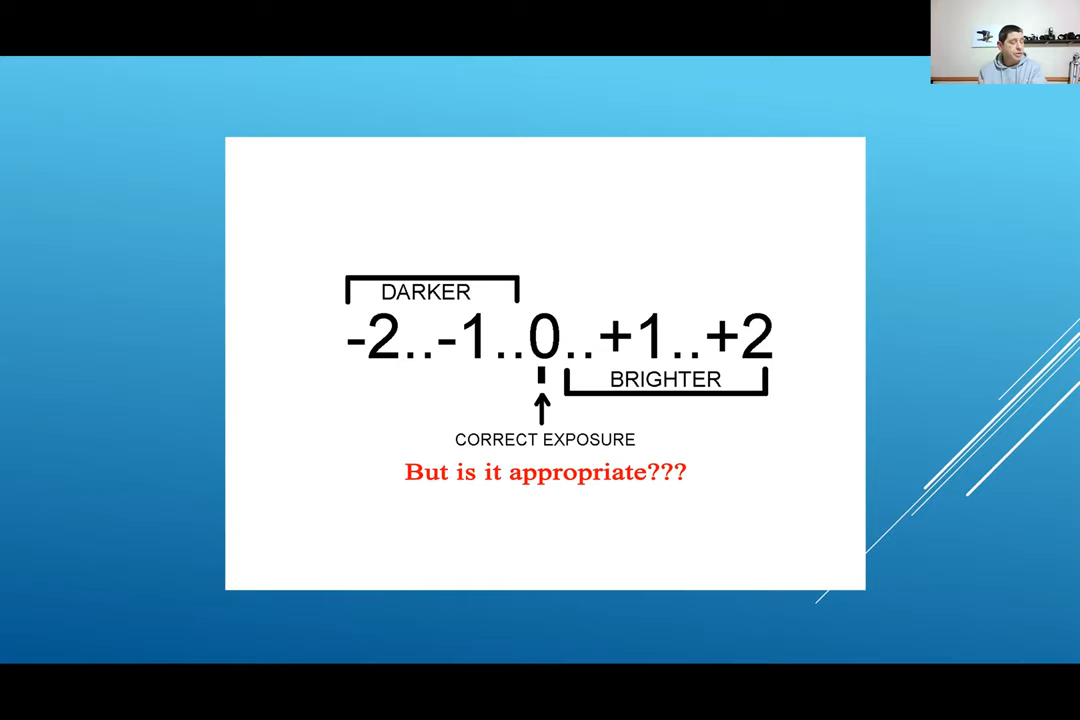 DARKER
-2..-1..0..+1..+2
BRIGHTER
CORRECT EXPOSURE
But is it appropriate???